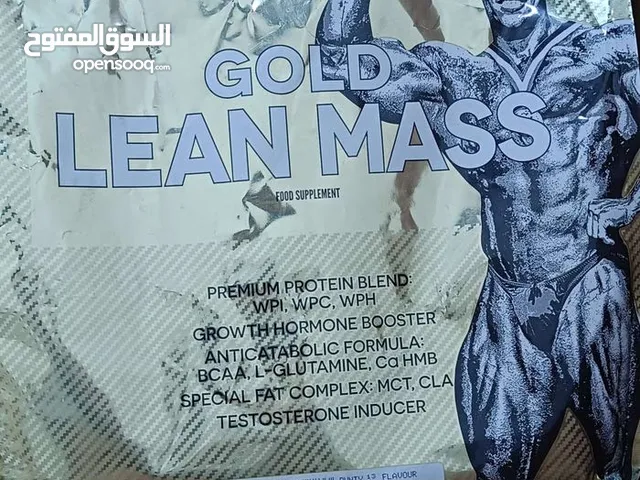 السوق المفتوح
opensooq.com
GOLD
LEAN MASS
FOOD SUPPLEMENT
PREMIUM PROTEIN BLEND:
WPI, WPC, WPH
GROWTH HORMONE BOOSTER
ANTICATABOLIC FORMULA:
BCAA, L-GLUTAMINE, Ca HMB
SPECIAL FAT COMPLEX: MCT, CLA
TESTOSTERONE INDUCER
FLAVOUR